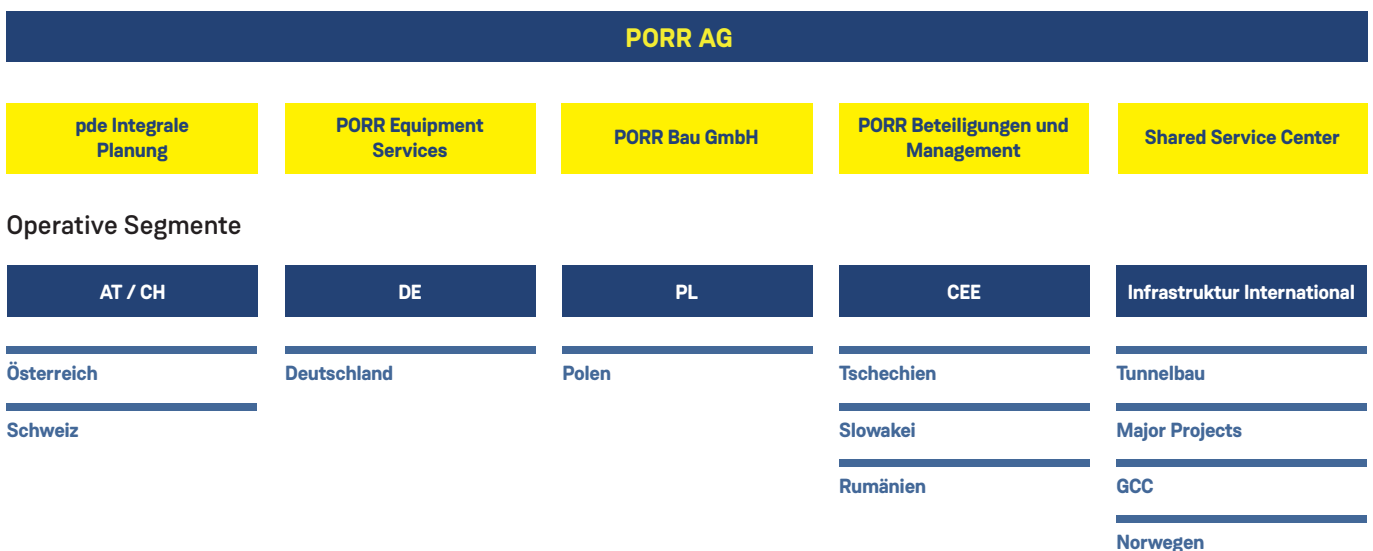 PORR AG
pde Integrale
Planung
PORR Equipment
Services
PORR Bau GmbH
PORR Beteiligungen und
Management
Shared Service Center
Operative Segmente
AT / CH
DE
PL
CEE
Infrastruktur International
Österreich
Deutschland
Polen
Tschechien
Tunnelbau
Schweiz
Slowakei
Major Projects
Rumänien
GCC
Norwegen